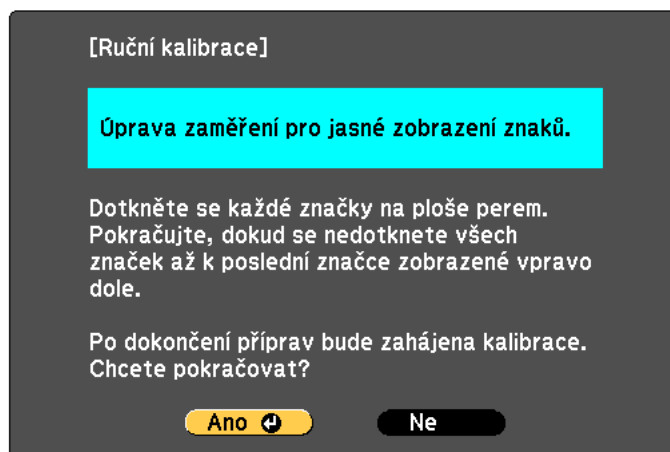 [Ruční kalibrace]
Úprava zaměření pro jasné zobrazení znaků.
Dotkněte se každé značky na ploše perem.
Pokračujte, dokud se nedotknete všech
značek až k poslední značce zobrazené vpravo
dole.
Po dokončení příprav bude zahájena kalibrace.
Chcete pokračovat?
Ano
Ne